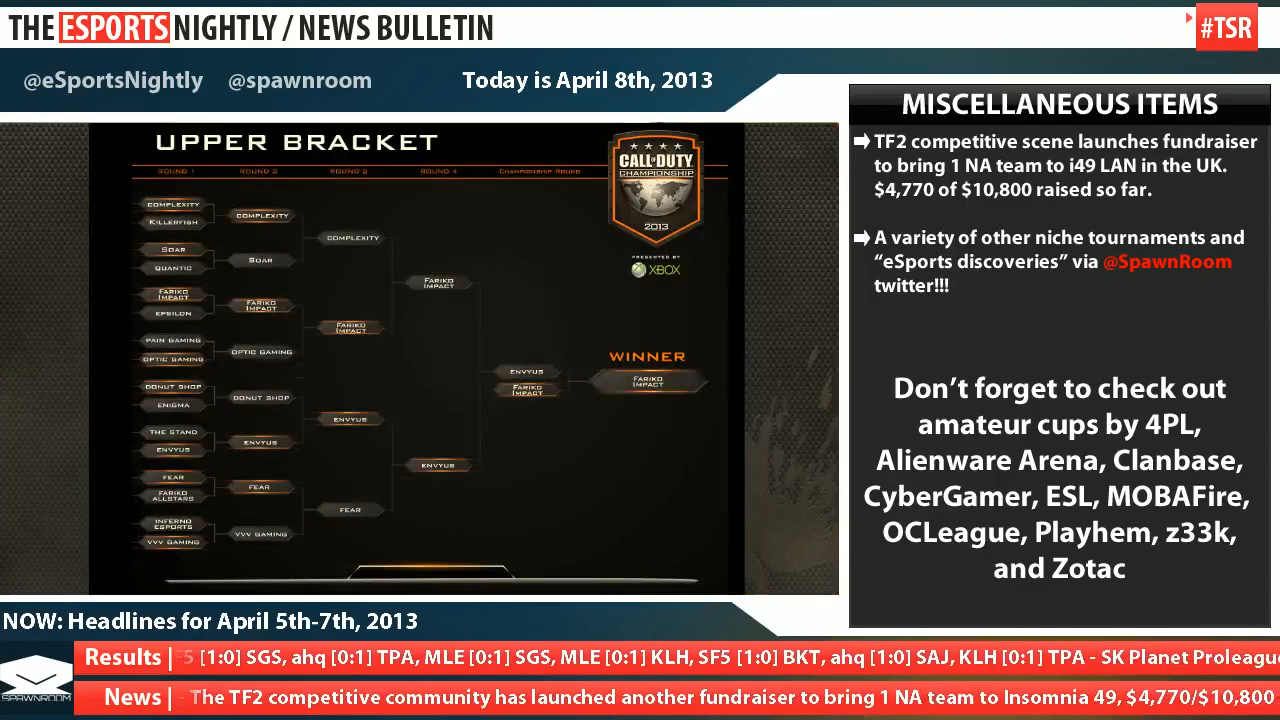 THE ESPORTS NIGHTLY / NEWS BULLETIN
#TSR
@eSportsNightly @spawnroom Today is April 8th, 2013
UPPER BRACKET
ROUND 1 ROUND 2 ROUND 3 ROUND 4 CHAMPIONSHIP ROUND
COMPLEXITY
KILLERFISH
SOAR
QUANTIC
FARIKO
IMPACT
EPSILON
PAIN GAMING
OPTIC GAMING
DONUT SHOP
ENIGMA
THE STAND
ENVYUS
FEAR
FARIKO
ALLSTARS
INFERNO
ESPORTS
VVV GAMING
COMPLEXITY
SOAR
FARIKO
IMPACT
OPTIC GAMING
DONUT SHOP
ENVYUS
FEAR
VVV GAMING
COMPLEXITY
FARIKO
IMPACT
ENVYUS
FEAR
FARIKO
IMPACT
ENVYUS
ENVYUS
FARIKO
IMPACT
WINNER
FARIKO
IMPACT
CALL OF DUTY
CHAMPIONSHIP
2013
PRESENTED BY
XBOX
MISCELLANEOUS ITEMS
TF2 competitive scene launches fundraiser
to bring 1 NA team to i49 LAN in the UK.
$4,770 of $10,800 raised so far.
A variety of other niche tournaments and
“eSports discoveries” via @SpawnRoom
twitter!!!
Don’t forget to check out
amateur cups by 4PL,
Alienware Arena, Clanbase,
CyberGamer, ESL, MOBAFire,
OCLeague, Playhem, z33k,
and Zotac
NOW: Headlines for April 5th-7th, 2013
SPAWNROOM
Results | F5 [1:0] SGS, ahq [0:1] TPA, MLE [0:1] SGS, MLE [0:1] KLH, SF5 [1:0] BKT, ahq [1:0] SAJ, KLH [0:1] TPA - SK Planet Proleague
News | - The TF2 competitive community has launched another fundraiser to bring 1 NA team to Insomnia 49, $4,770/$10,800